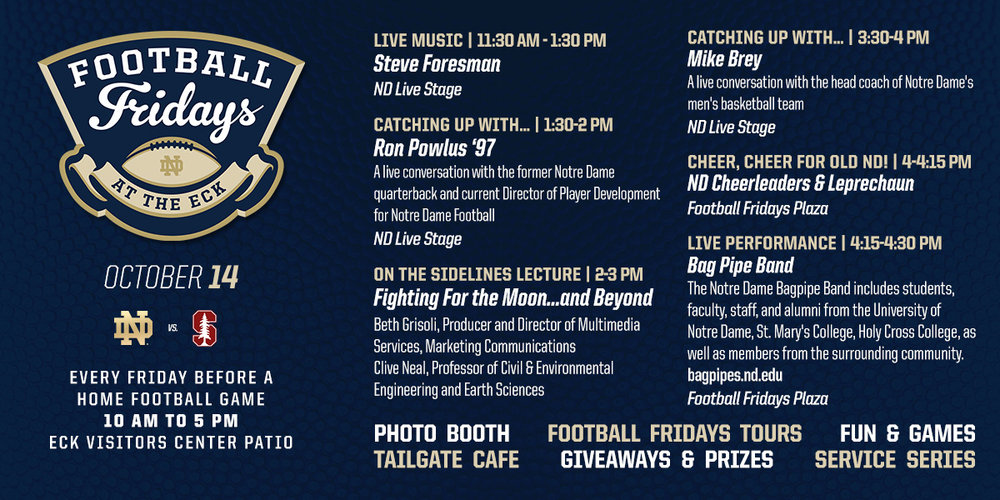 FOOTBALL
Fridays
ND
AT THE ECK
OCTOBER 14
ND VS. S
EVERY FRIDAY BEFORE A
HOME FOOTBALL GAME
10 AM TO 5 PM
ECK VISITORS CENTER PATIO
LIVE MUSIC | 11:30 AM - 1:30 PM
Steve Foresman
ND Live Stage
CATCHING UP WITH... | 1:30-2 PM
Ron Powlus ‘97
A live conversation with the former Notre Dame
quarterback and current Director of Player Development
for Notre Dame Football
ND Live Stage
ON THE SIDELINES LECTURE | 2-3 PM
Fighting For the Moon...and Beyond
Beth Grisoli, Producer and Director of Multimedia
Services, Marketing Communications
Clive Neal, Professor of Civil & Environmental
Engineering and Earth Sciences
CATCHING UP WITH... | 3:30-4 PM
Mike Brey
A live conversation with the head coach of Notre Dame's
men's basketball team
ND Live Stage
CHEER, CHEER FOR OLD ND! | 4-4:15 PM
ND Cheerleaders & Leprechaun
Football Fridays Plaza
LIVE PERFORMANCE | 4:15-4:30 PM
Bag Pipe Band
The Notre Dame Bagpipe Band includes students,
faculty, staff, and alumni from the University of
Notre Dame, St. Mary's College, Holy Cross College, as
well as members from the surrounding community.
bagpipes.nd.edu
Football Fridays Plaza
PHOTO BOOTH FOOTBALL FRIDAYS TOURS FUN & GAMES
TAILGATE CAFE GIVEAWAYS & PRIZES SERVICE SERIES